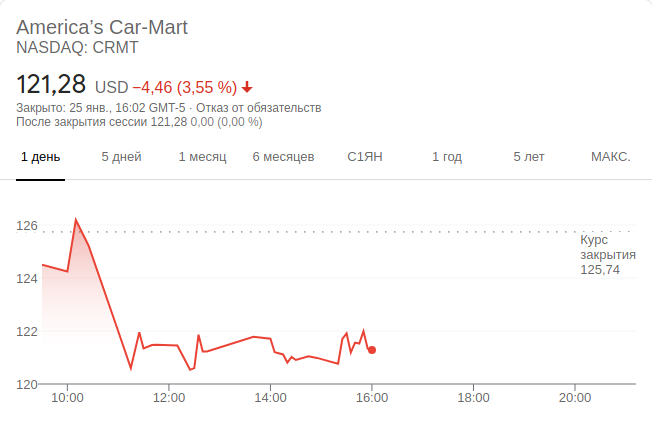 America’s Car-Mart
NASDAQ: CRMT
121,28 USD −4,46 (3,55 %)
Закрыто: 25 янв., 16:02 GMT-5 · Отказ от обязательств
После закрытия сессии 121,28 0,00 (0,00 %)
1 день 5 дней 1 месяц 6 месяцев С1ЯН 1 год 5 лет МАКС.
126
Курс
закрытия
125,74
124
122
120
10:00 12:00 14:00 16:00 18:00 20:00